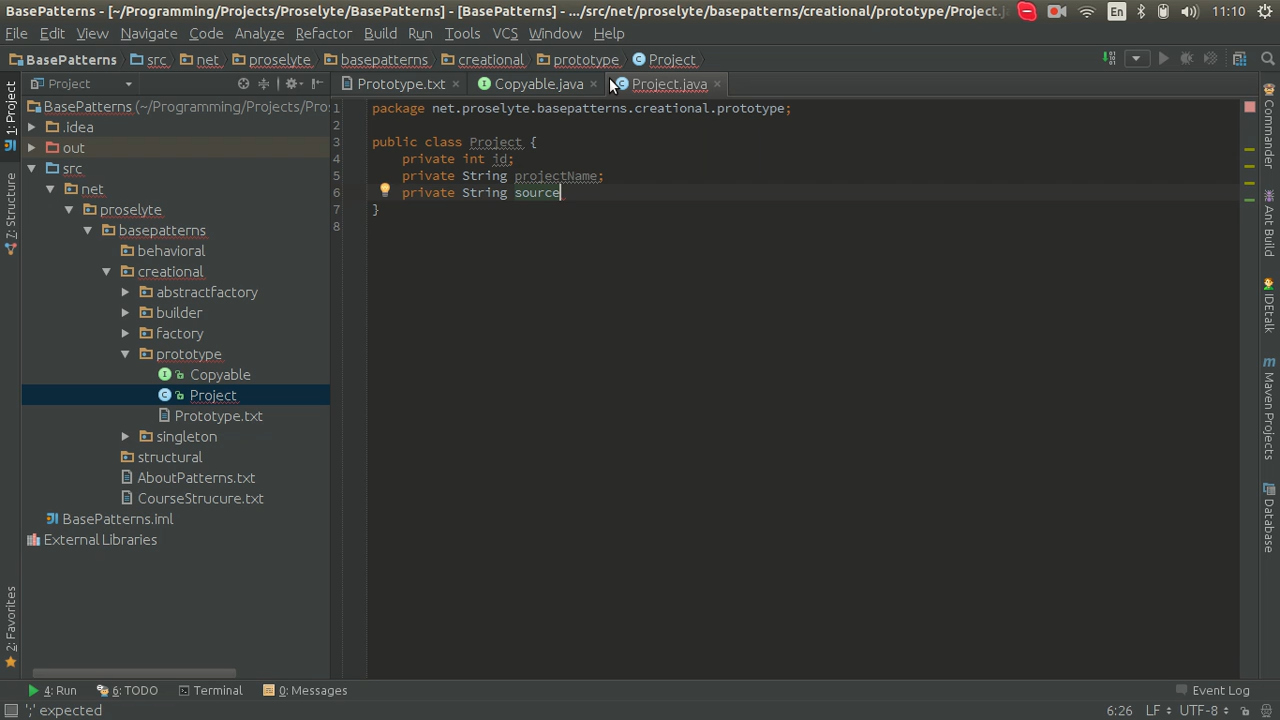 BasePatterns - [~/Programming/Projects/Proselyte/BasePatterns] - [BasePatterns] - .../src/net/proselyte/basepatterns/creational/prototype/Project.j
En
11:10
File Edit View Navigate Code Analyze Refactor Build Run Tools VCS Window Help
BasePatterns src net proselyte basepatterns creational prototype Project
Project
Prototype.txt
Copyable.java
Project.java
BasePatterns (~/Programming/Projects/Pros
.idea
out
src
net
proselyte
basepatterns
behavioral
creational
abstractfactory
builder
factory
prototype
Copyable
Project
Prototype.txt
singleton
structural
AboutPatterns.txt
CourseStrucure.txt
BasePatterns.iml
External Libraries
1 package net.proselyte.basepatterns.creational.prototype;
2
3 public class Project {
4 private int id;
5 private String projectName;
6 private String source
7 }
8
1: Project
7: Structure
2: Favorites
Commander
Ant Build
IDEtalk
Maven Projects
Database
4: Run
6: TODO
Terminal
0: Messages
Event Log
';' expected
6:26
LF
UTF-8